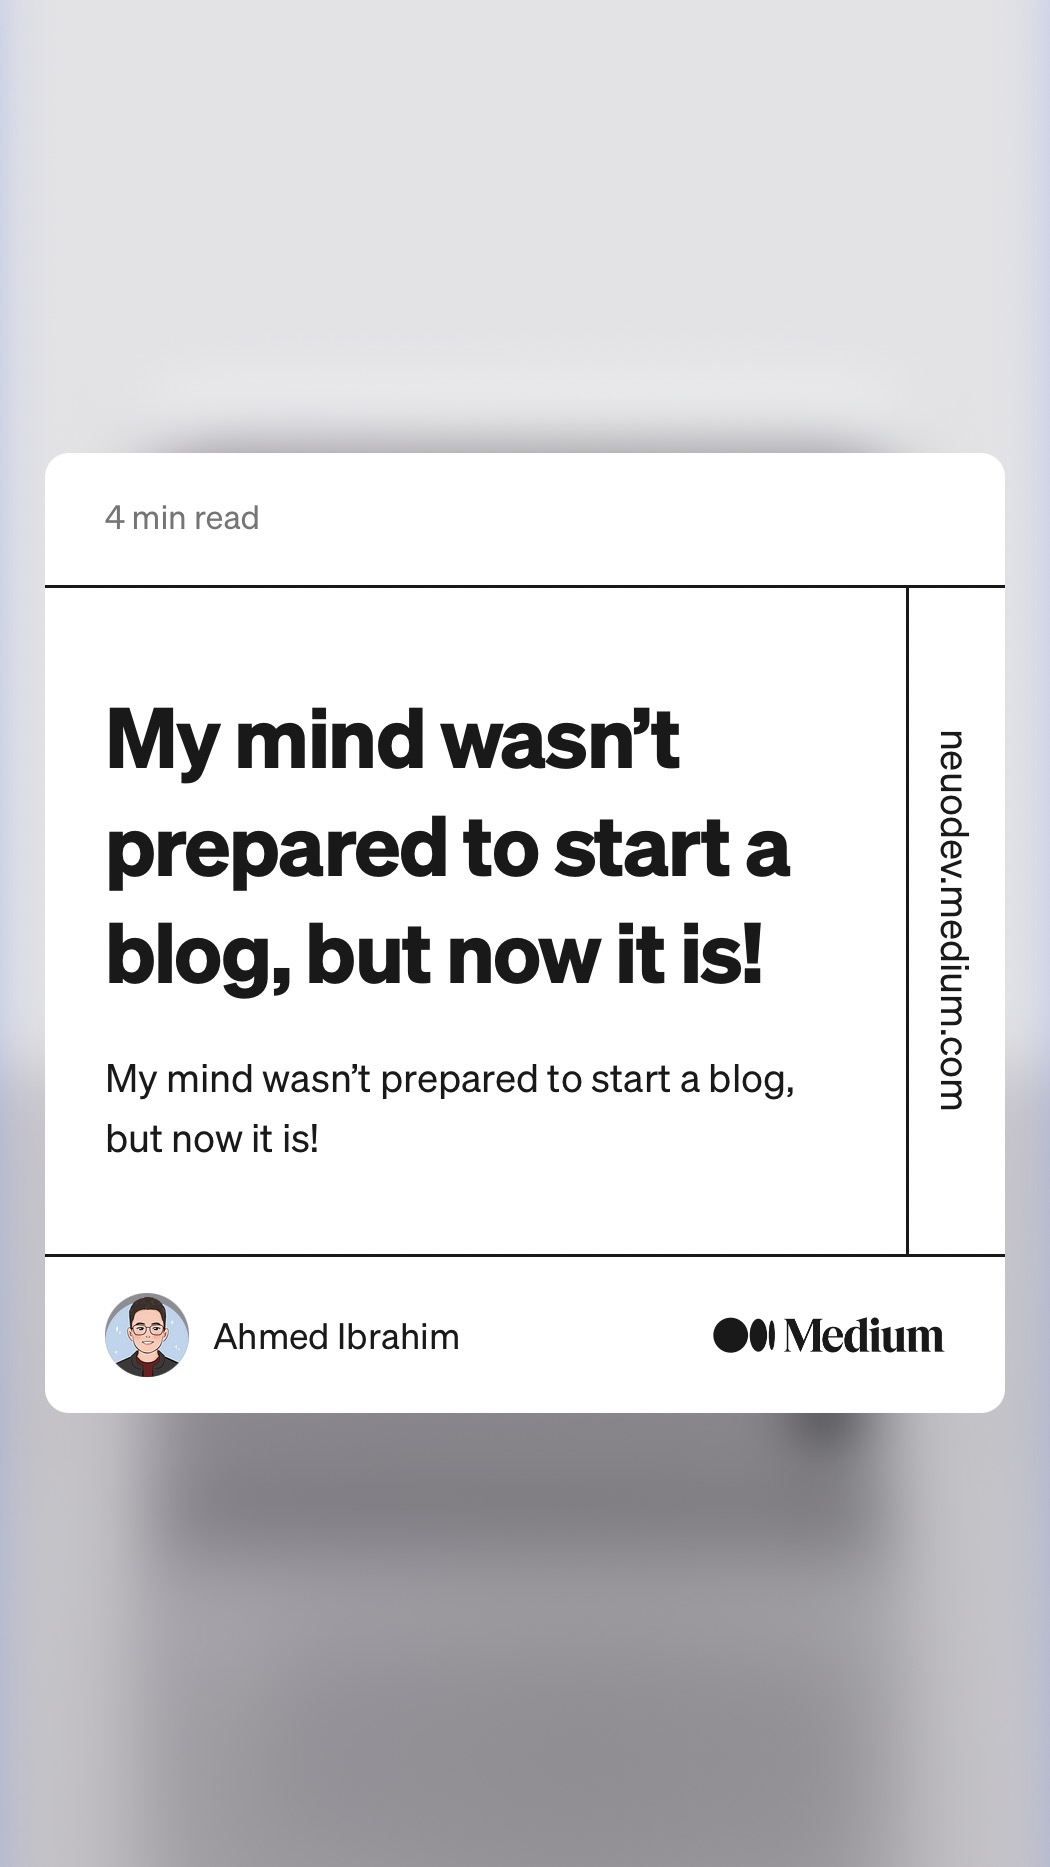 4 min read
My mind wasn’t
prepared to start a
blog, but now it is!
My mind wasn’t prepared to start a blog,
but now it is!
neuodev.medium.com
Ahmed Ibrahim
Medium